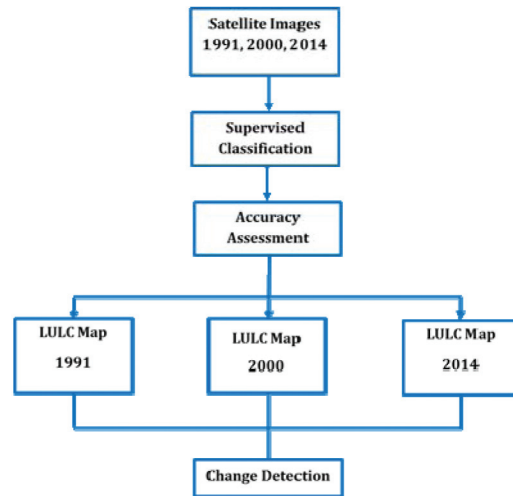 Satellite Images
1991, 2000, 2014
Supervised
Classification
Accuracy
Assessment
LULC Map
1991
LULC Map
2000
LULC Map
2014
Change Detection